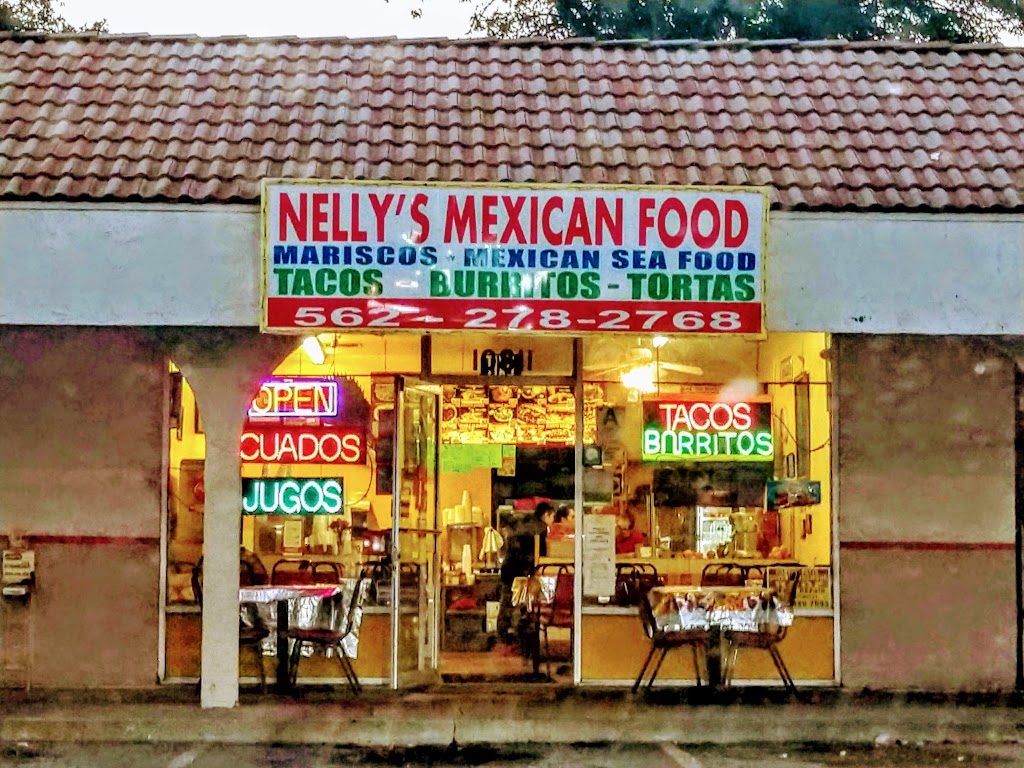 NELLY'S MEXICAN FOOD
MARISCOS - MEXICAN SEA FOOD
TACOS - BURRITOS - TORTAS
562 - 278-2768
OPEN
CUADOS
JUGOS
A
TACOS
BURRITOS